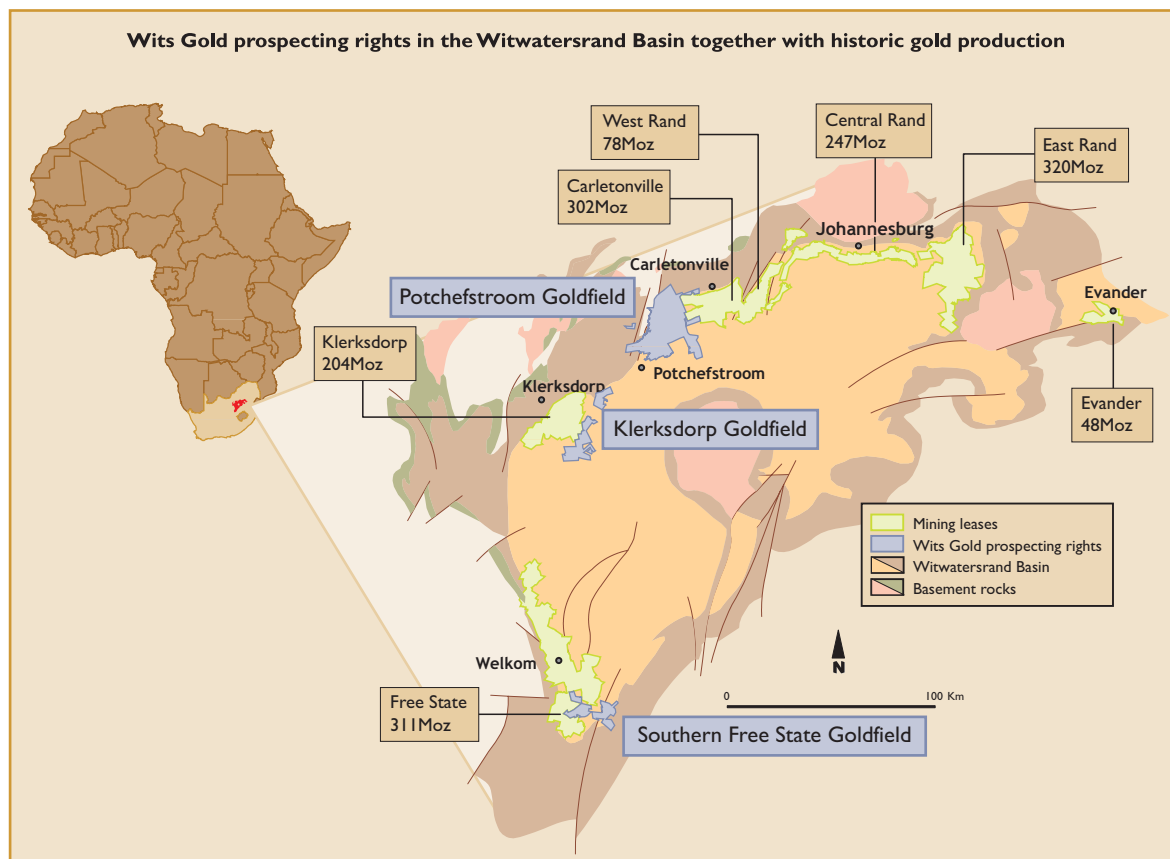 Wits Gold prospecting rights in the Witwatersrand Basin together with historic gold production
West Rand
78Moz
Central Rand
247Moz
East Rand
320Moz
Carletonville
302Moz
Johannesburg
Carletonville
Potchefstroom Goldfield
Evander
Klerksdorp
204Moz
Potchefstroom
Klerksdorp
Evander
48Moz
Klerksdorp Goldfield
Mining leases
Wits Gold prospecting rights
Witwatersrand Basin
Basement rocks
N
Welkom
0
100 Km
Free State
311Moz
Southern Free State Goldfield